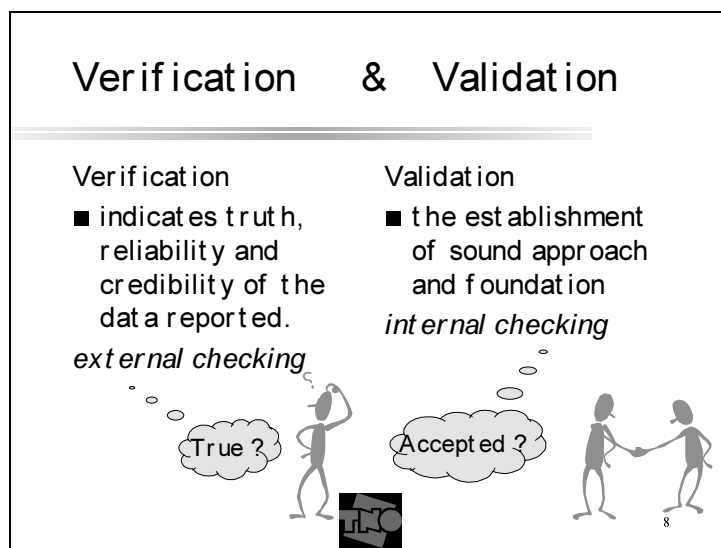 Verification & Validation
Verification
■ indicates truth,
reliability and
credibility of the
data reported.
external checking
Validation
■ the establishment
of sound approach
and foundation
internal checking
?
True ?
Accepted ?
TNO
8